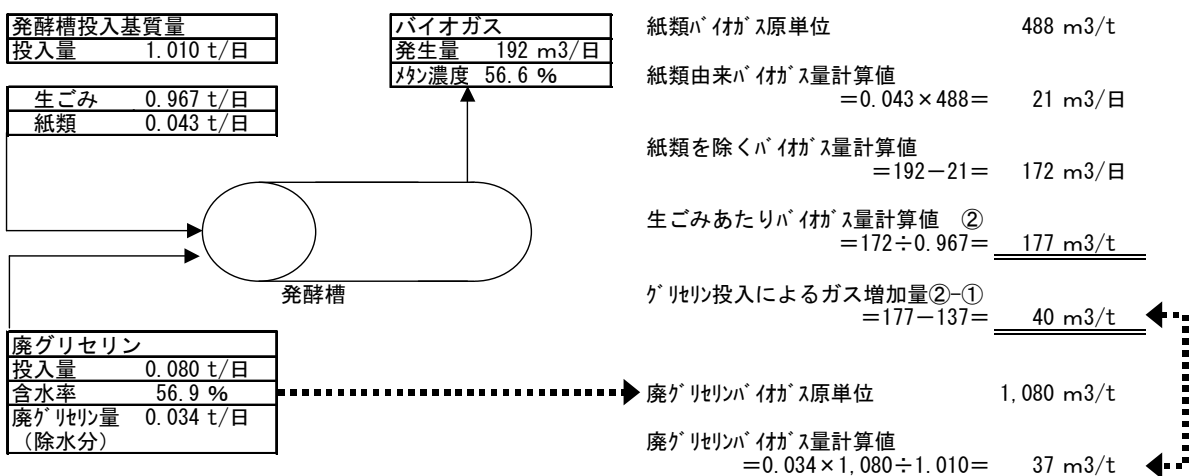 発酵槽投入基質量
投入量 1.010 t/日
生ごみ 0.967 t/日
紙類 0.043 t/日
バイオガス
発生量 192 m3/日
ﾒﾀﾝ濃度 56.6 %
発酵槽
廃グリセリン
投入量 0.080 t/日
含水率 56.9 %
廃ｸﾞﾘｾﾘﾝ量 0.034 t/日
（除水分）
紙類ﾊﾞｲｵｶﾞｽ原単位 488 m3/t
紙類由来ﾊﾞｲｵｶﾞｽ量計算値
＝0.043×488＝ 21 m3/日
紙類を除くﾊﾞｲｵｶﾞｽ量計算値
＝192－21＝ 172 m3/日
生ごみあたりﾊﾞｲｵｶﾞｽ量計算値 ②
＝172÷0.967＝ 177 m3/t
ｸﾞﾘｾﾘﾝ投入によるガス増加量②-①
＝177－137＝ 40 m3/t
廃ｸﾞﾘｾﾘﾝﾊﾞｲｵｶﾞｽ原単位 1,080 m3/t
廃ｸﾞﾘｾﾘﾝﾊﾞｲｵｶﾞｽ量計算値
＝0.034×1,080÷1.010＝ 37 m3/t